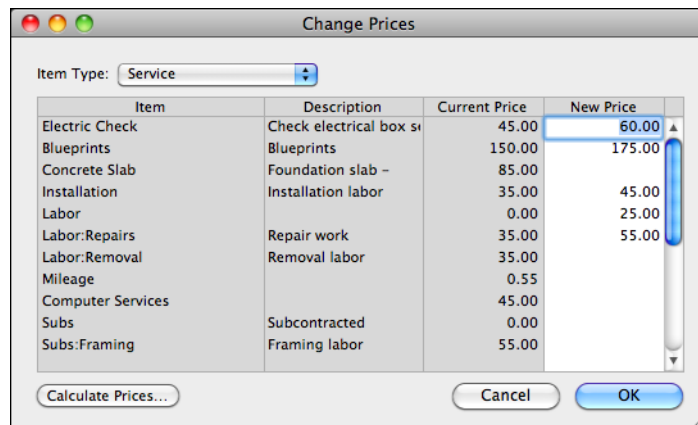 Change Prices
Item Type: Service
Item Description Current Price New Price
Electric Check Check electrical box se 45.00 60.00
Blueprints Blueprints 150.00 175.00
Concrete Slab Foundation slab – 85.00
Installation Installation labor 35.00 45.00
Labor 0.00 25.00
Labor:Repairs Repair work 35.00 55.00
Labor:Removal Removal labor 35.00
Mileage 0.55
Computer Services 45.00
Subs Subcontracted 0.00
Subs:Framing Framing labor 55.00
Calculate Prices... Cancel OK